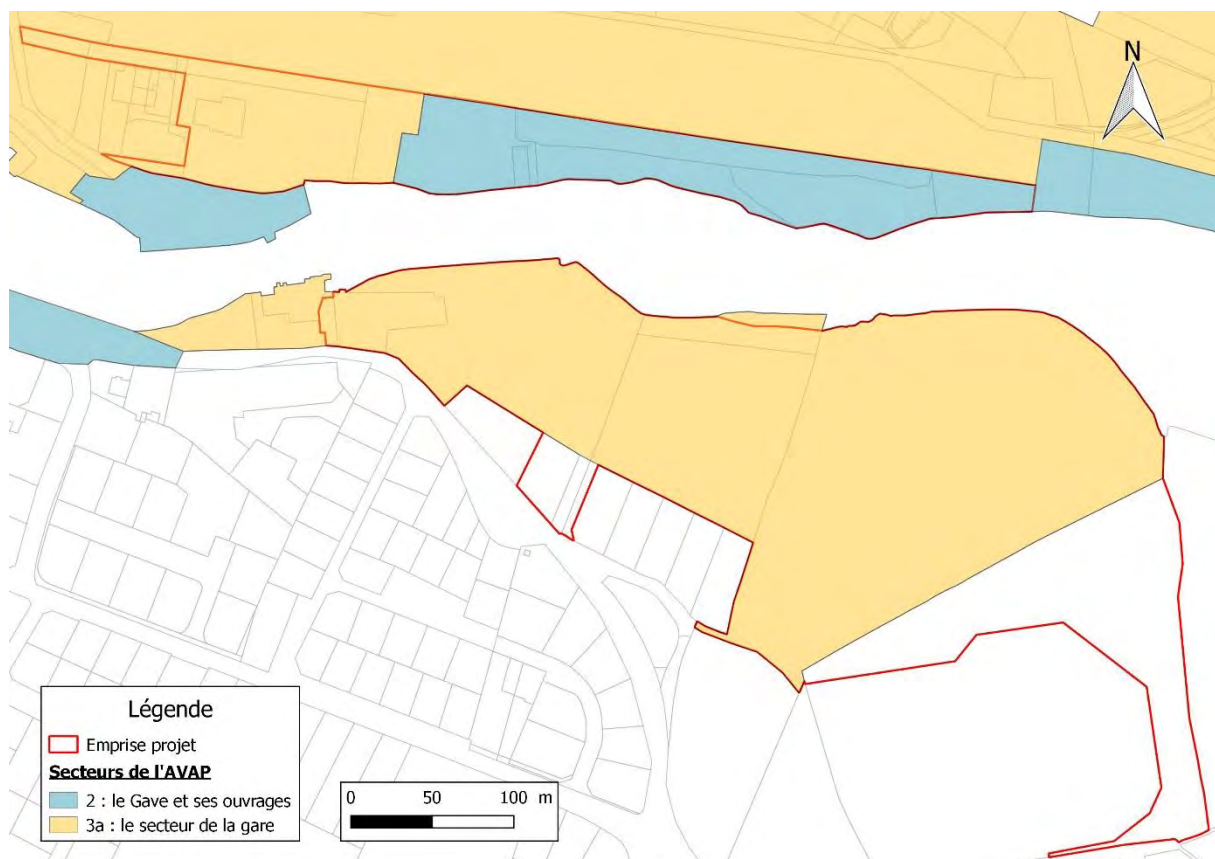 N
Légende
Emprise projet
Secteurs de l'AVAP
2 : le Gave et ses ouvrages
3a : le secteur de la gare
0 50 100 m